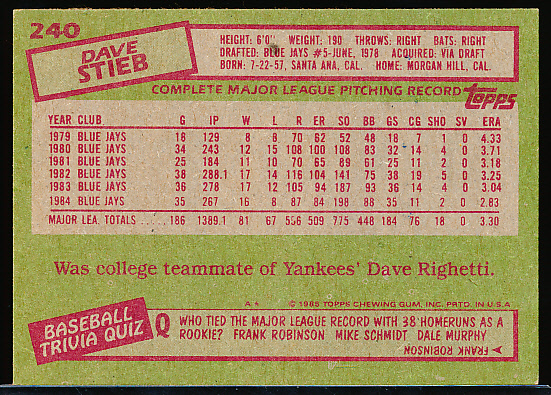 240
DAVE
STIEB
HEIGHT: 6'0" WEIGHT: 190 THROWS: RIGHT BATS: RIGHT
DRAFTED: BLUE JAYS #5-JUNE, 1978 ACQUIRED: VIA DRAFT
BORN: 7-22-57, SANTA ANA, CAL. HOME: MORGAN HILL, CAL.
COMPLETE MAJOR LEAGUE PITCHING RECORD
topps
YEAR CLUB G IP W L R ER SO BB GS CG SHO SV ERA
1979 BLUE JAYS 18 129 8 8 70 62 52 48 18 7 1 0 4.33
1980 BLUE JAYS 34 243 12 15 108 100 108 83 32 14 4 0 3.71
1981 BLUE JAYS 25 184 11 10 70 65 89 61 25 11 2 0 3.18
1982 BLUE JAYS 38 288.1 17 14 116 104 141 75 38 19 5 0 3.25
1983 BLUE JAYS 36 278 17 12 105 94 187 93 36 14 4 0 3.04
1984 BLUE JAYS 35 267 16 8 87 84 198 88 35 11 2 0 2.83
MAJOR LEA. TOTALS 186 1389.1 81 67 556 509 775 448 184 76 18 0 3.30
Was college teammate of Yankees' Dave Righetti.
A* © 1985 TOPPS CHEWING GUM, INC. PRTD. IN U.S.A
BASEBALL
TRIVIA QUIZ
Q WHO TIED THE MAJOR LEAGUE RECORD WITH 38 HOMERUNS AS A
ROOKIE? FRANK ROBINSON MIKE SCHMIDT DALE MURPHY
FRANK ROBINSON